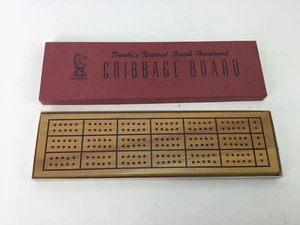 Drueke's Natural Finish Hardwood
CRIBBAGE BOARD